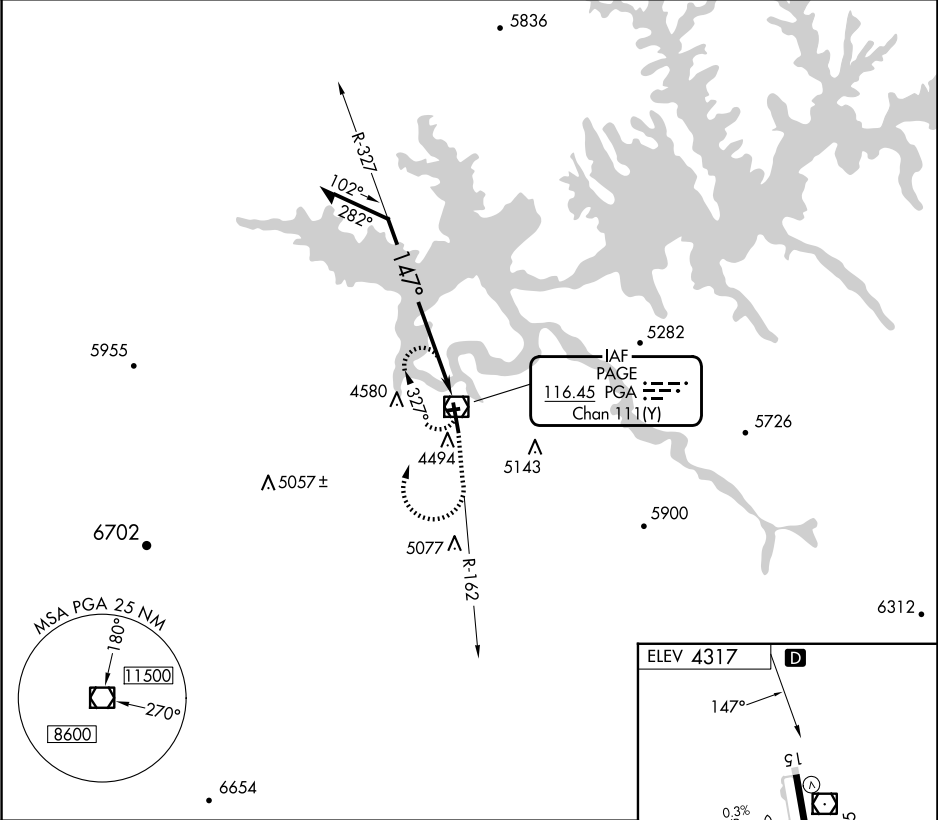 5836
R-327
102°
282°
147°
5282
5955
IAF
PAGE
116.45 PGA
Chan 111(Y)
4580
327°
5726
4494
5143
5057±
5900
6702
5077
R-162
MSA PGA 25 NM
180°
11500
270°
8600
6312
ELEV 4317 D
147°
15
V
0.3%
6654